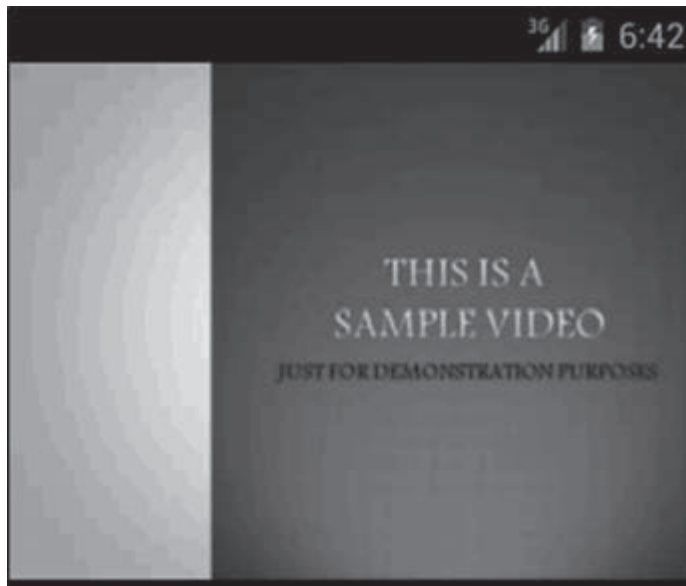 3G 6:42
THIS IS A
SAMPLE VIDEO
JUST FOR DEMONSTRATION PURPOSES